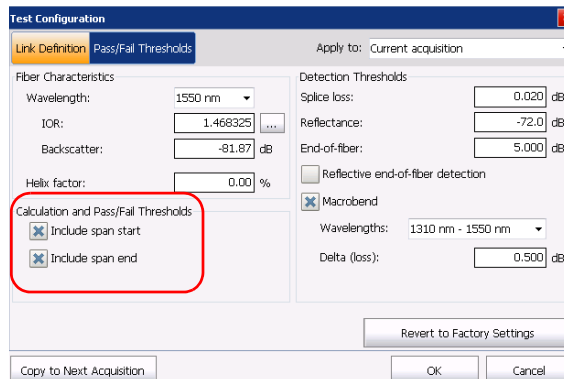 Test Configuration
Link Definition Pass/Fail Thresholds Apply to: Current acquisition
Fiber Characteristics
Wavelength: 1550 nm
IOR: 1.468325 ...
Backscatter: -81.87 dB
Helix factor: 0.00 %
Calculation and Pass/Fail Thresholds
Include span start
Include span end
Detection Thresholds
Splice loss: 0.020 dB
Reflectance: -72.0 dB
End-of-fiber: 5.000 dB
Reflective end-of-fiber detection
Macrobend
Wavelengths: 1310 nm - 1550 nm
Delta (loss): 0.500 dB
Revert to Factory Settings
Copy to Next Acquisition OK Cancel